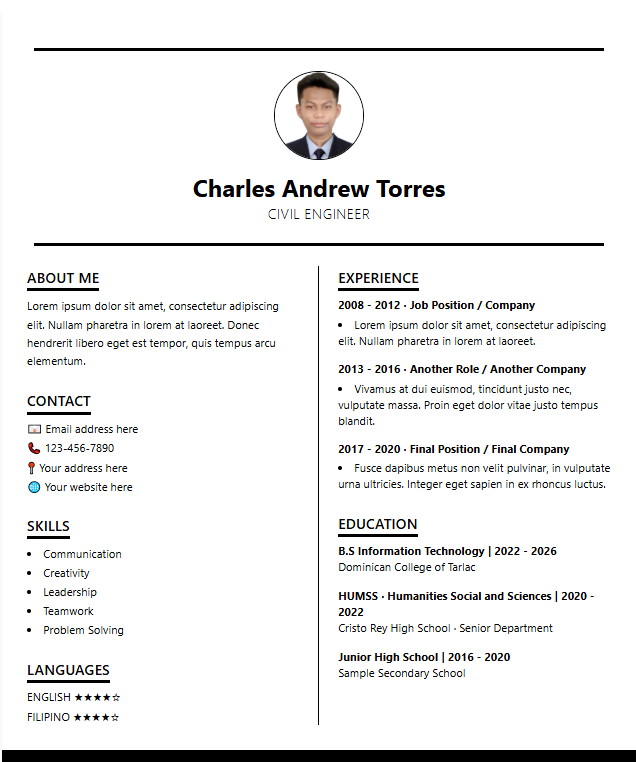 Charles Andrew Torres
CIVIL ENGINEER
ABOUT ME
Lorem ipsum dolor sit amet, consectetur adipiscing
elit. Nullam pharetra in lorem at laoreet. Donec
hendrerit libero eget est tempor, quis tempus arcu
elementum.
CONTACT
📧 Email address here
📞 123-456-7890
📍 Your address here
🌐 Your website here
SKILLS
• Communication
• Creativity
• Leadership
• Teamwork
• Problem Solving
LANGUAGES
ENGLISH ★★★★☆
FILIPINO ★★★★☆
EXPERIENCE
2008 - 2012 · Job Position / Company
• Lorem ipsum dolor sit amet, consectetur adipiscing
elit. Nullam pharetra in lorem at laoreet.
2013 - 2016 · Another Role / Another Company
• Vivamus at dui euismod, tincidunt justo nec,
vulputate massa. Proin eget dolor vitae justo tempus
blandit.
2017 - 2020 · Final Position / Final Company
• Fusce dapibus metus non velit pulvinar, in vulputate
urna ultricies. Integer eget sapien in ex rhoncus luctus.
EDUCATION
B.S Information Technology | 2022 - 2026
Dominican College of Tarlac
HUMSS · Humanities Social and Sciences | 2020 -
2022
Cristo Rey High School · Senior Department
Junior High School | 2016 - 2020
Sample Secondary School